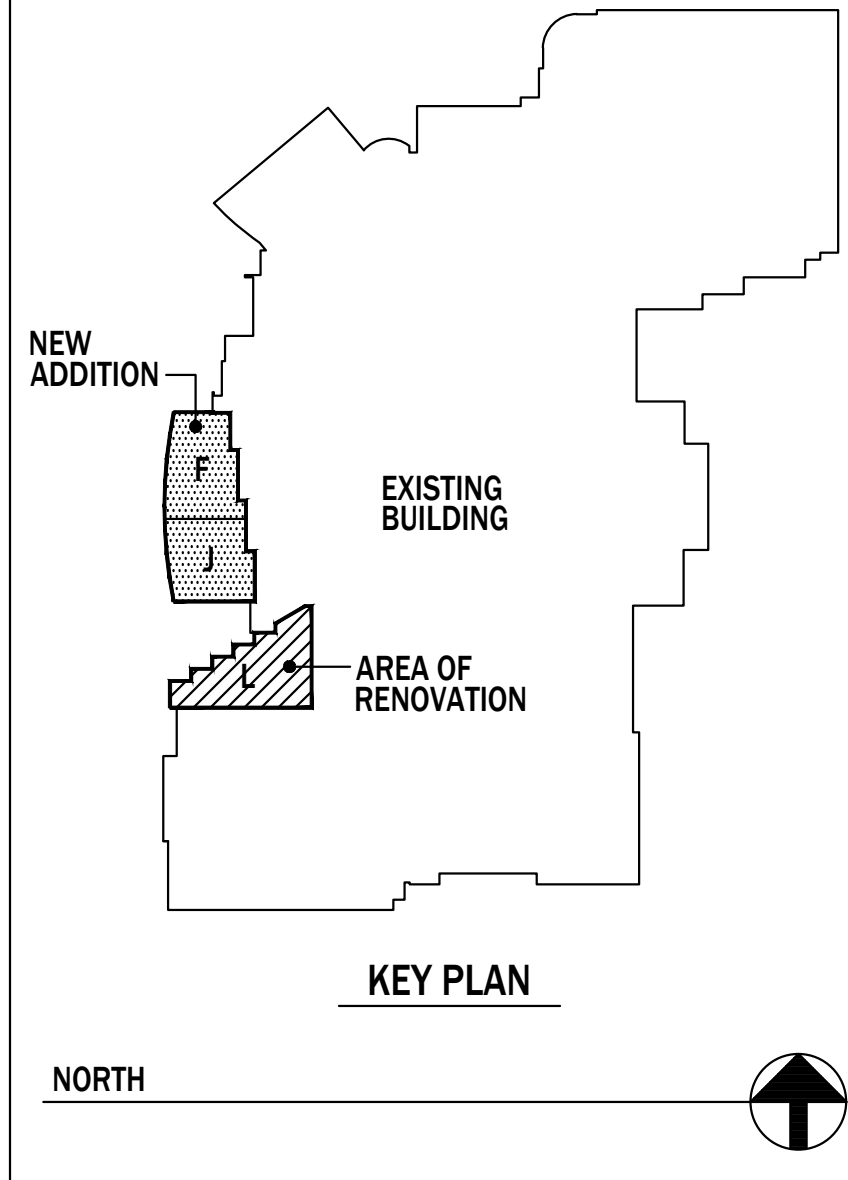 NEW
ADDITION
F
EXISTING
BUILDING
J
L
AREA OF
RENOVATION
KEY PLAN
NORTH